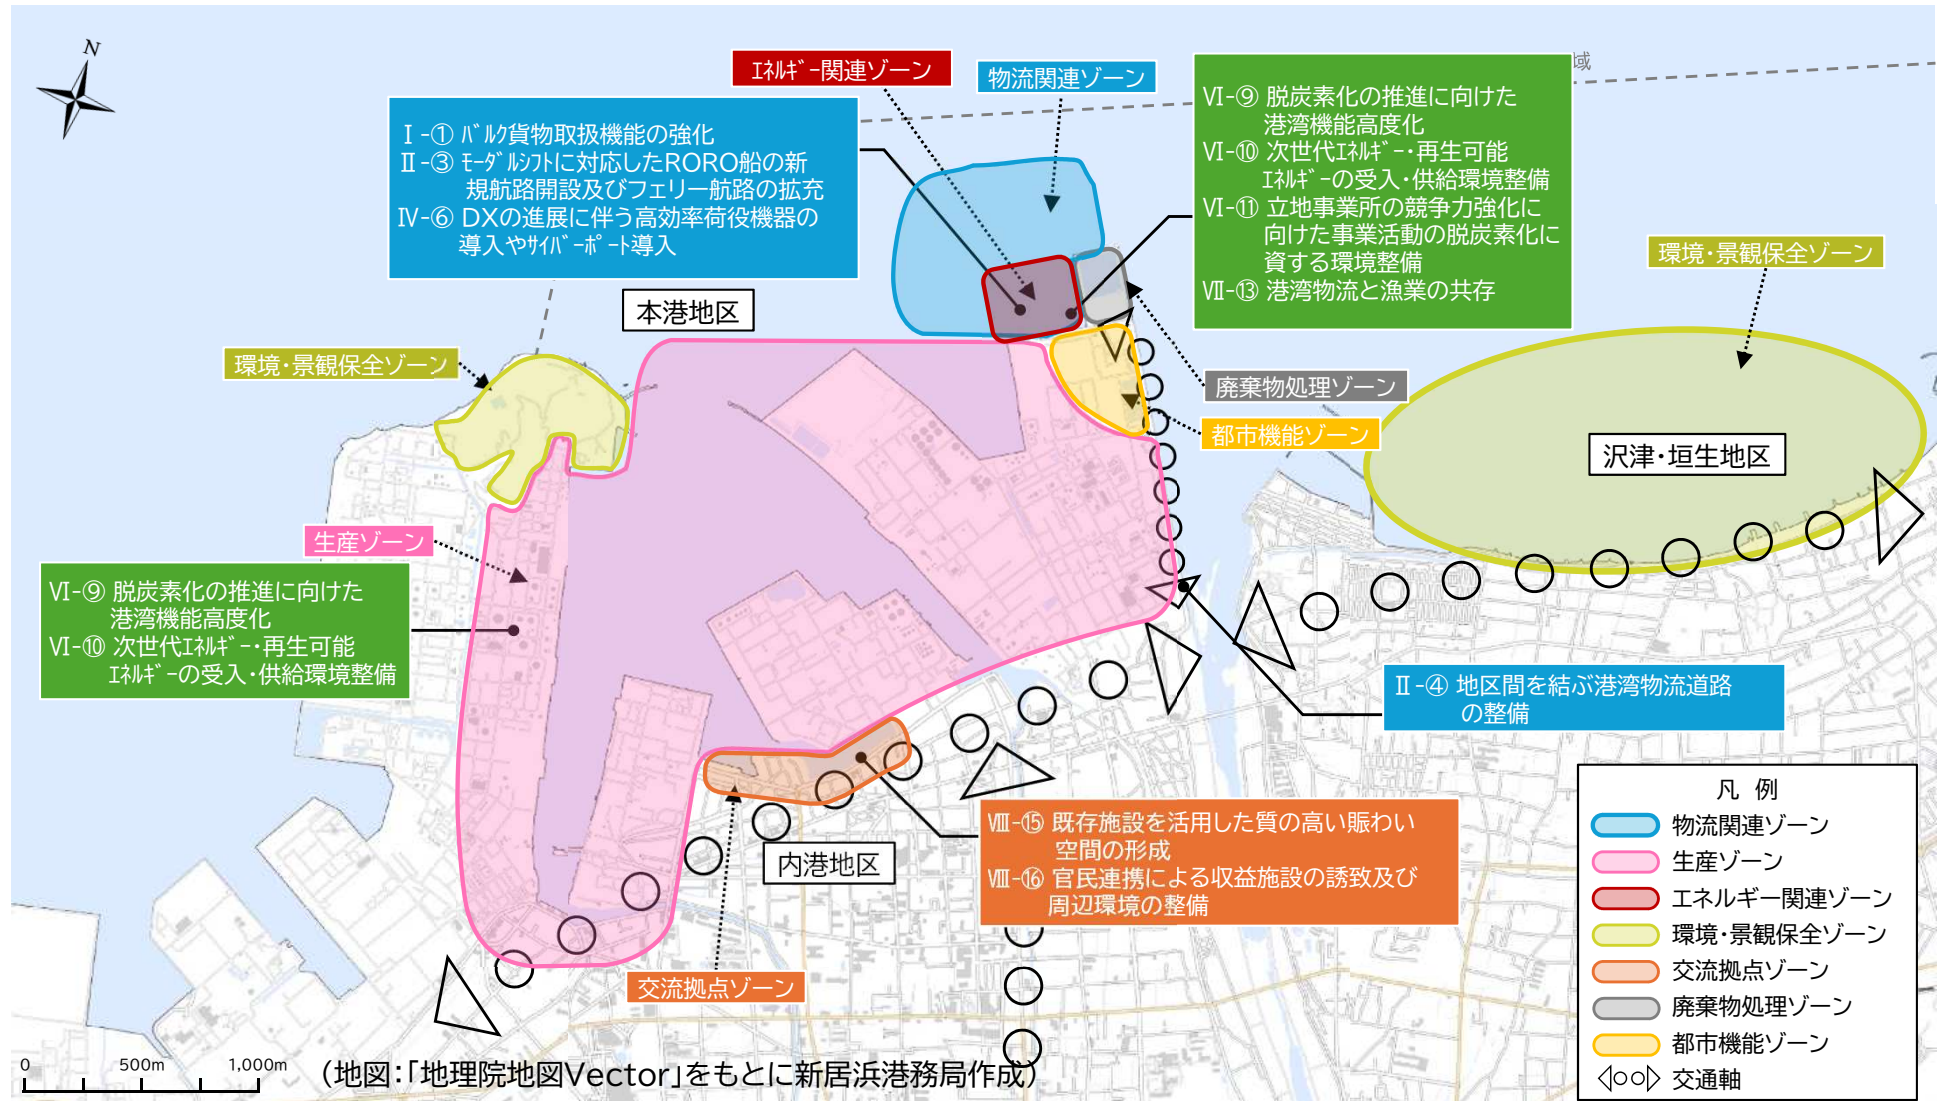 N
域
エネルギー関連ゾーン
物流関連ゾーン
Ⅰ-① バルク貨物取扱機能の強化
Ⅱ-③ モーダルシフトに対応したRORO船の新
規航路開設及びフェリー航路の拡充
Ⅳ-⑥ DXの進展に伴う高効率荷役機器の
導入やサイバーポート導入
Ⅵ-⑨ 脱炭素化の推進に向けた
港湾機能高度化
Ⅵ-⑩ 次世代エネルギー・再生可能
エネルギーの受入・供給環境整備
Ⅵ-⑪ 立地事業所の競争力強化に
向けた事業活動の脱炭素化に
資する環境整備
Ⅶ-⑬ 港湾物流と漁業の共存
環境・景観保全ゾーン
本港地区
環境・景観保全ゾーン
廃棄物処理ゾーン
都市機能ゾーン
沢津・垣生地区
生産ゾーン
Ⅵ-⑨ 脱炭素化の推進に向けた
港湾機能高度化
Ⅵ-⑩ 次世代エネルギー・再生可能
エネルギーの受入・供給環境整備
Ⅱ-④ 地区間を結ぶ港湾物流道路
の整備
内港地区
Ⅷ-⑮ 既存施設を活用した質の高い賑わい
空間の形成
Ⅷ-⑯ 官民連携による収益施設の誘致及び
周辺環境の整備
交流拠点ゾーン
凡 例
物流関連ゾーン
生産ゾーン
エネルギー関連ゾーン
環境・景観保全ゾーン
交流拠点ゾーン
廃棄物処理ゾーン
都市機能ゾーン
交通軸
0 500m 1,000m
(地図:「地理院地図Vector」をもとに新居浜港務局作成)